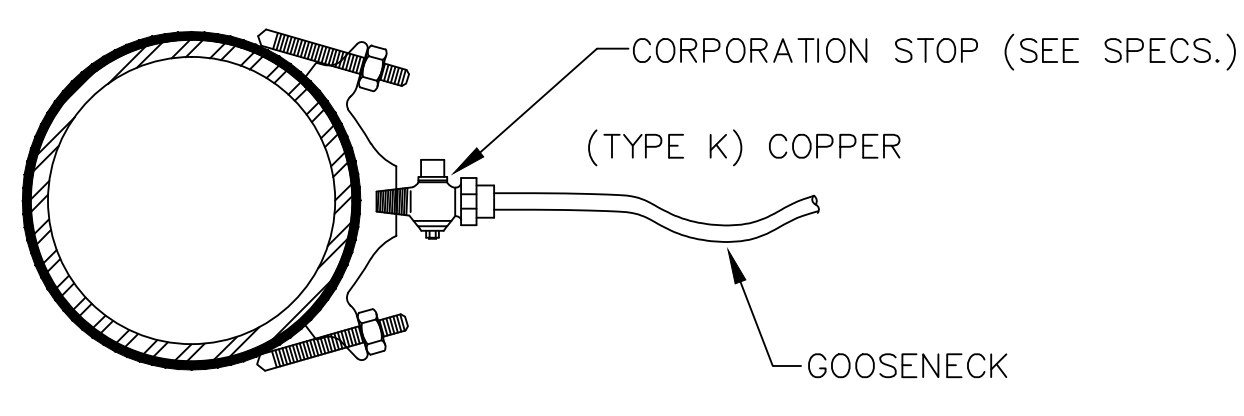 CORPORATION STOP (SEE SPECS.)
(TYPE K) COPPER
GOOSENECK